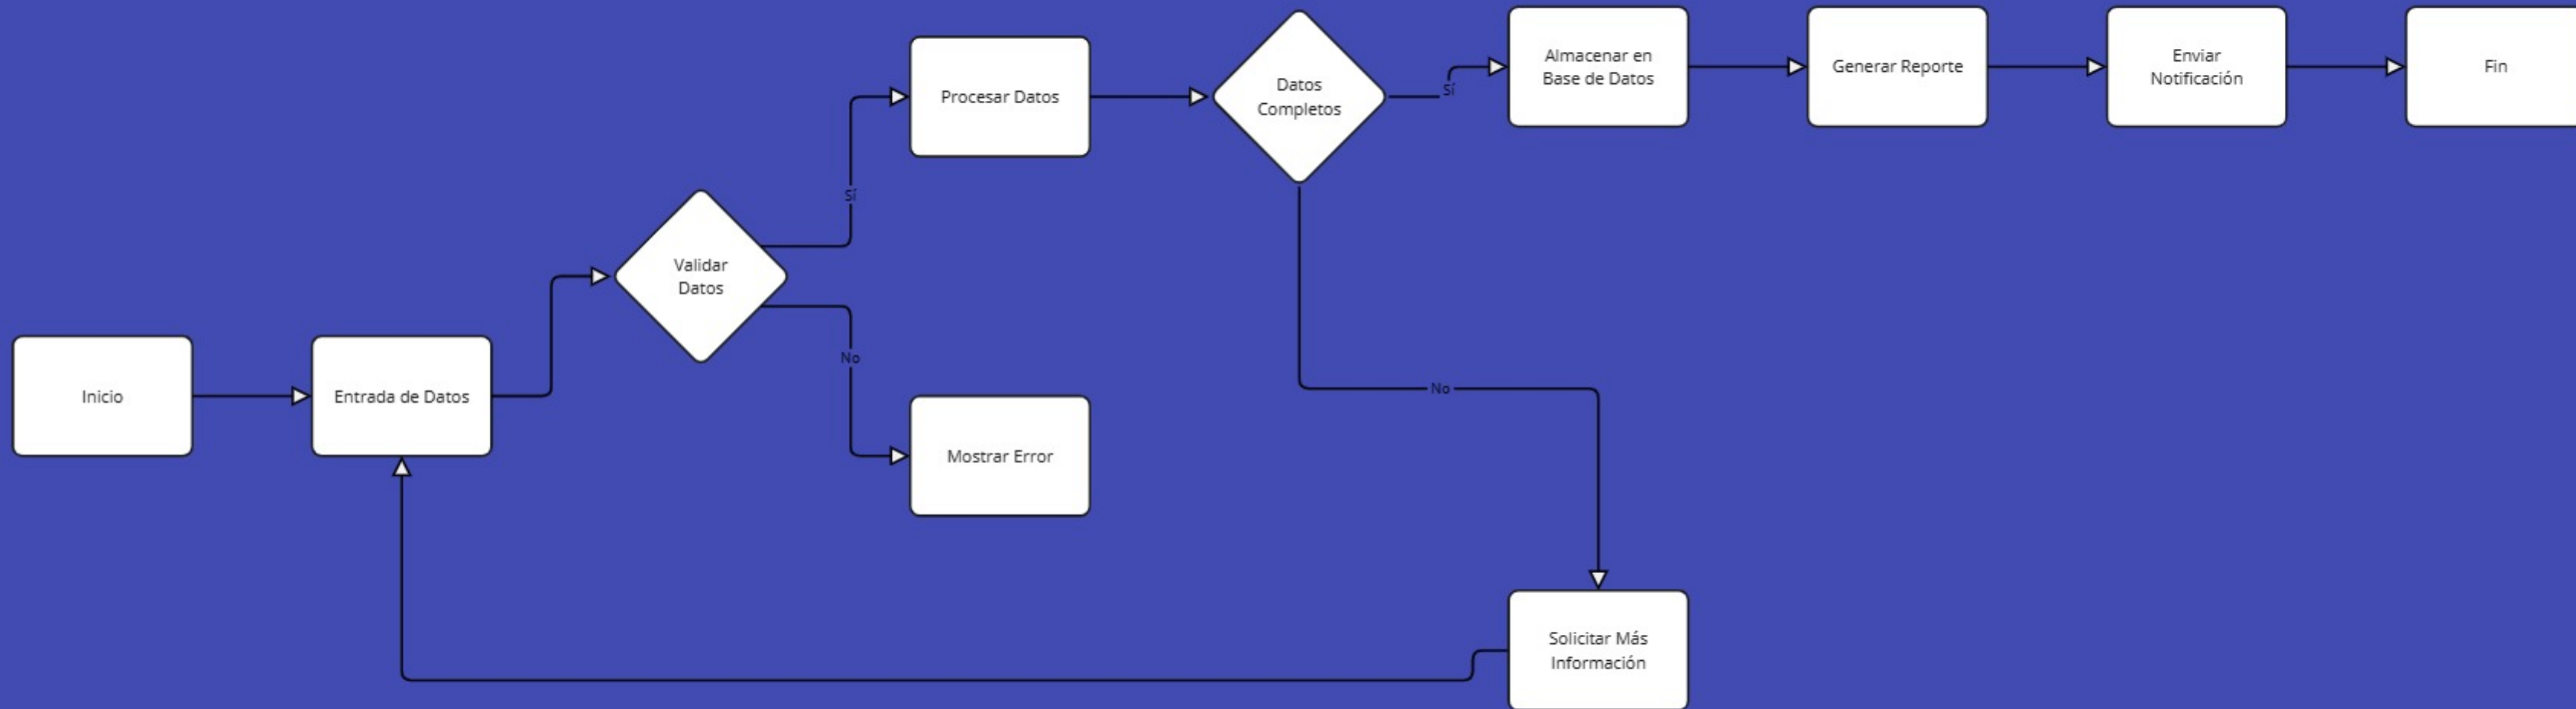 Inicio
Entrada de Datos
Validar
Datos
Sí
No
Procesar Datos
Mostrar Error
Datos
Completos
Sí
No
Almacenar en
Base de Datos
Generar Reporte
Enviar
Notificación
Fin
Solicitar Más
Información